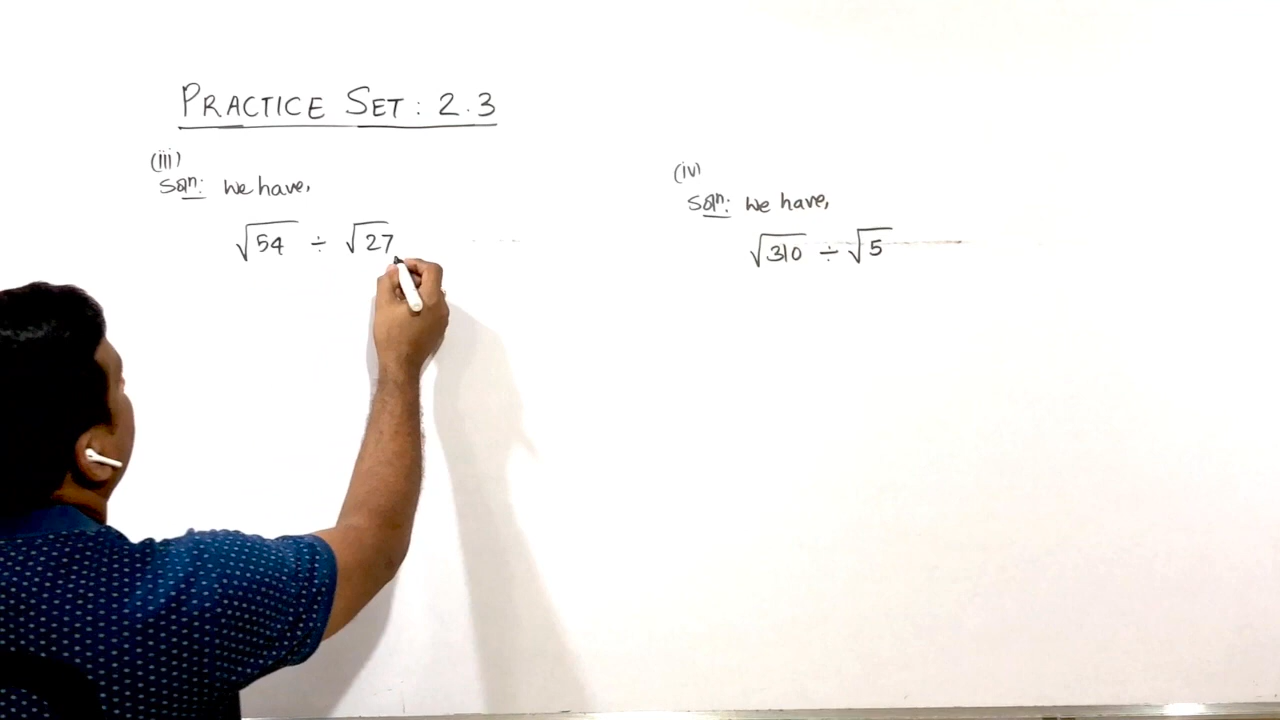 PRACTICE SET: 2.3
(iii)
Soln: We have,
√54 ÷ √27
(iv)
Soln: We have,
√310 ÷ √5